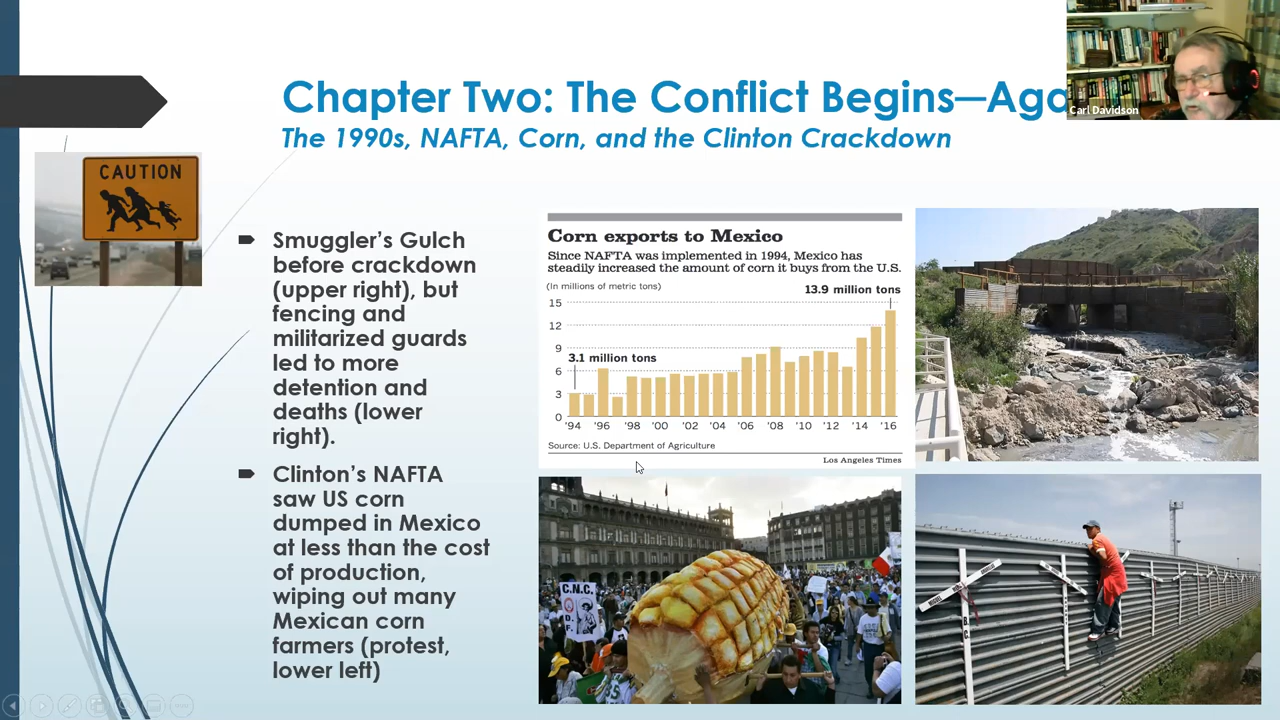 Chapter Two: The Conflict Begins—Aga
Carl Davidson
The 1990s, NAFTA, Corn, and the Clinton Crackdown
CAUTION
Smuggler's Gulch
before crackdown
(upper right), but
fencing and
militarized guards
led to more
detention and
deaths (lower
right).
Clinton's NAFTA
saw US corn
dumped in Mexico
at less than the cost
of production,
wiping out many
Mexican corn
farmers (protest,
lower left)
Corn exports to Mexico
Since NAFTA was implemented in 1994, Mexico has
steadily increased the amount of corn it buys from the U.S.
(In millions of metric tons)
13.9 million tons
15
12
9
3.1 million tons
6
3
0
'94 '96 '98 '00 '02 '04 '06 '08 '10 '12 '14 '16
Source: U.S. Department of Agriculture
Los Angeles Times
C.N.C.